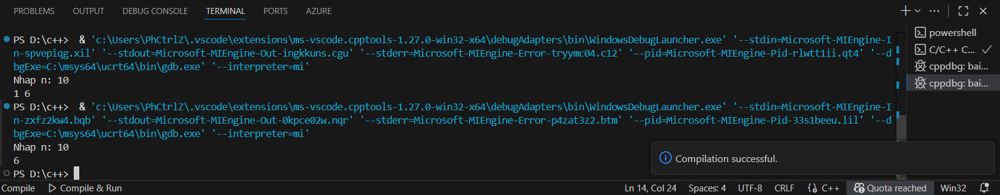 PROBLEMS OUTPUT DEBUG CONSOLE TERMINAL PORTS AZURE
PS D:\c++>  & 'c:\Users\PhCtrlZ\.vscode\extensions\ms-vscode.cpptools-1.27.0-win32-x64\debugAdapters\bin\WindowsDebugLauncher.exe' '--stdin=Microsoft-MIEngine-I
n-spvepiqg.xil' '--stdout=Microsoft-MIEngine-Out-ingkkuns.cgu' '--stderr=Microsoft-MIEngine-Error-tryymc04.c12' '--pid=Microsoft-MIEngine-Pid-rlwtt1ii.qt4' '--d
bgExe=C:\msys64\ucrt64\bin\gdb.exe' '--interpreter=mi'
Nhap n: 10
1 6
PS D:\c++>  & 'c:\Users\PhCtrlZ\.vscode\extensions\ms-vscode.cpptools-1.27.0-win32-x64\debugAdapters\bin\WindowsDebugLauncher.exe' '--stdin=Microsoft-MIEngine-I
n-zxfz2kw4.bqb' '--stdout=Microsoft-MIEngine-Out-0kpce02w.nqr' '--stderr=Microsoft-MIEngine-Error-p4zat3z2.btm' '--pid=Microsoft-MIEngine-Pid-33s1beeu.lil' '--d
bgExe=C:\msys64\ucrt64\bin\gdb.exe' '--interpreter=mi'
Nhap n: 10
6
PS D:\c++>
powershell
C/C++ C...
cppdbg: bai...
cppdbg: bai...
Compilation successful.
Compile Compile & Run Ln 14, Col 24 Spaces: 4 UTF-8 CRLF C++ Quota reached Win32